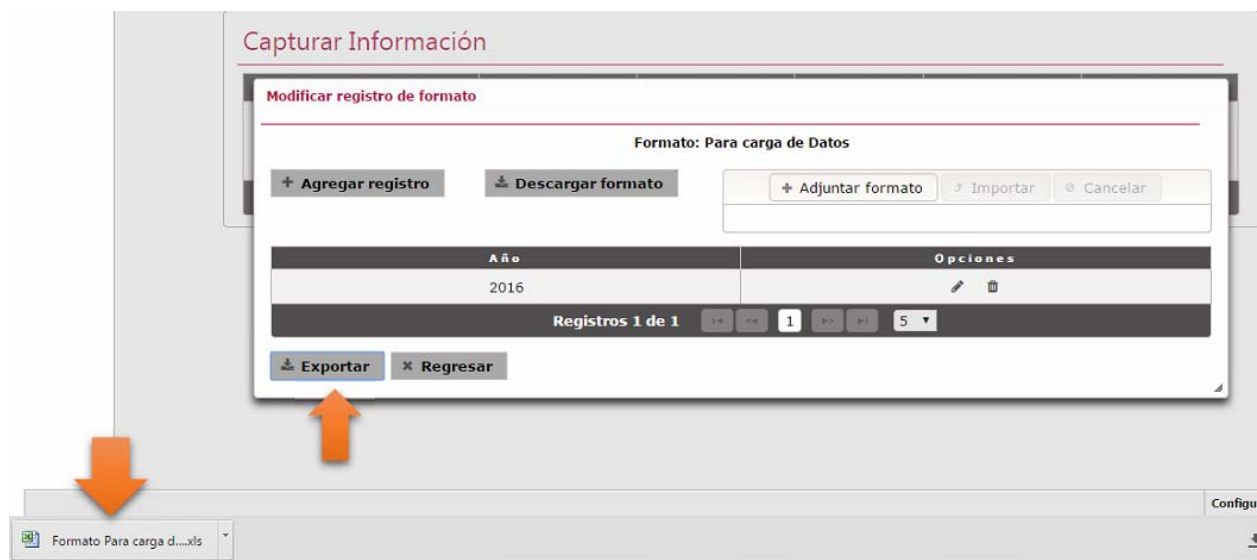 Capturar Información
Modificar registro de formato
Formato: Para carga de Datos
Agregar registro Descargar formato Adjuntar formato Importar Cancelar
Año Opciones
2016
Registros 1 de 1 1 5
Exportar Regresar
Configu
Formato Para carga d....xls